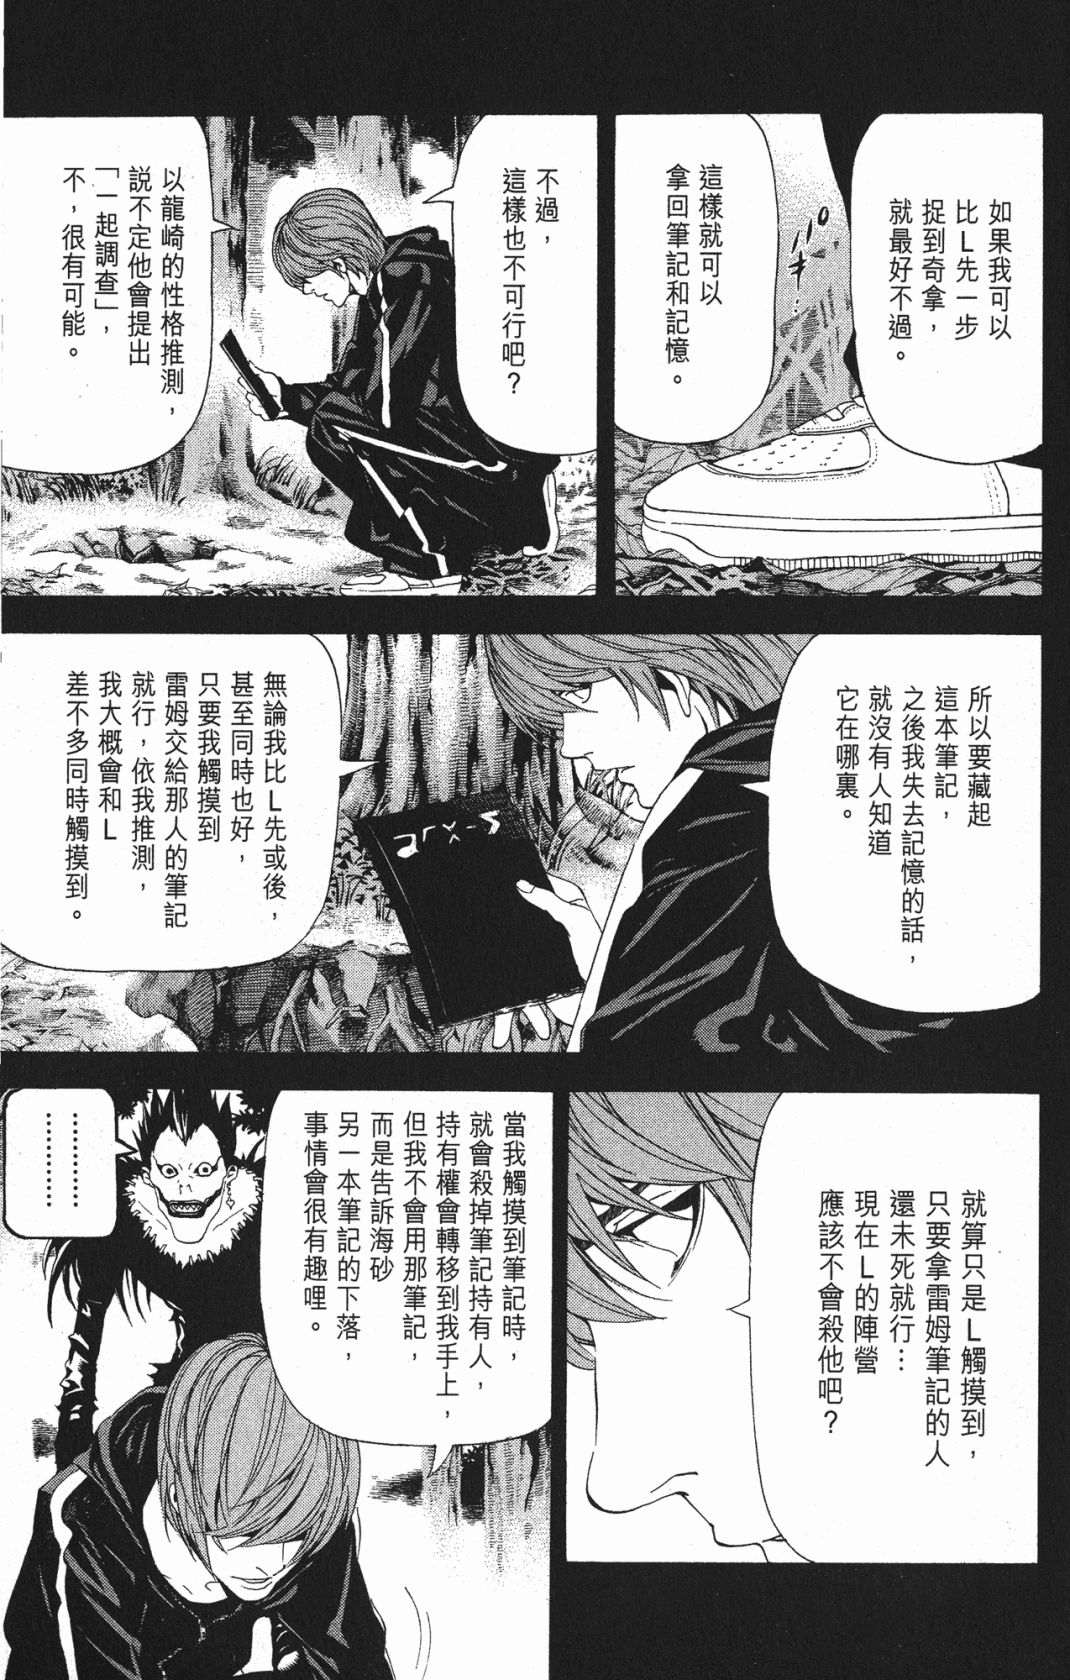 如果我可以
比L先一步
捉到奇拿，
就最好不過。
這樣就可以
拿回筆記和記憶。
不過，
這樣也不可行吧？
以龍崎的性格推測，
説不定他會提出
「一起調查」，
不，很有可能。
所以要藏起
這本筆記，
之後我失去記憶的話，
就沒有人知道
它在哪裏。
無論我比L先或後，
甚至同時也好，
只要我觸摸到
雷姆交給那人的筆記
就行，依我推測，
我大概會和L
差不多同時觸摸到。
就算只是L觸摸到，
只要拿雷姆筆記的人
還未死就行…
現在L的陣營
應該不會殺他吧？
當我觸摸到筆記時，
就會殺掉筆記持有人，
持有權會轉移到我手上，
但我不會用那筆記，
而是告訴海砂
另一本筆記的下落，
事情會很有趣哩。
………
………